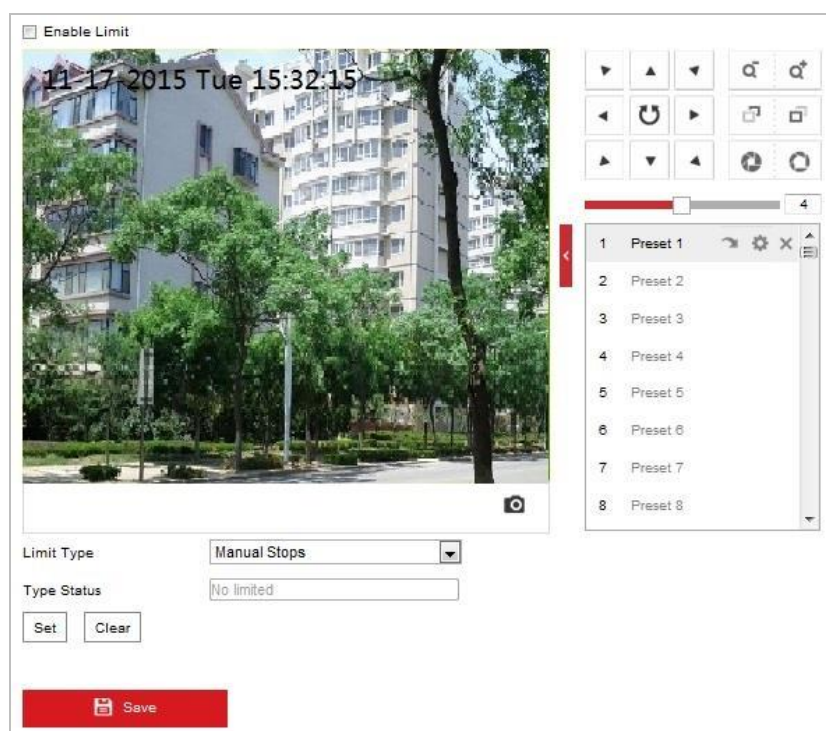 Enable Limit
11-17-2015 Tue 15:32:15
4
1 Preset 1
2 Preset 2
3 Preset 3
4 Preset 4
5 Preset 5
6 Preset 6
7 Preset 7
8 Preset 8
Limit Type Manual Stops
Type Status No limited
Set Clear
Save